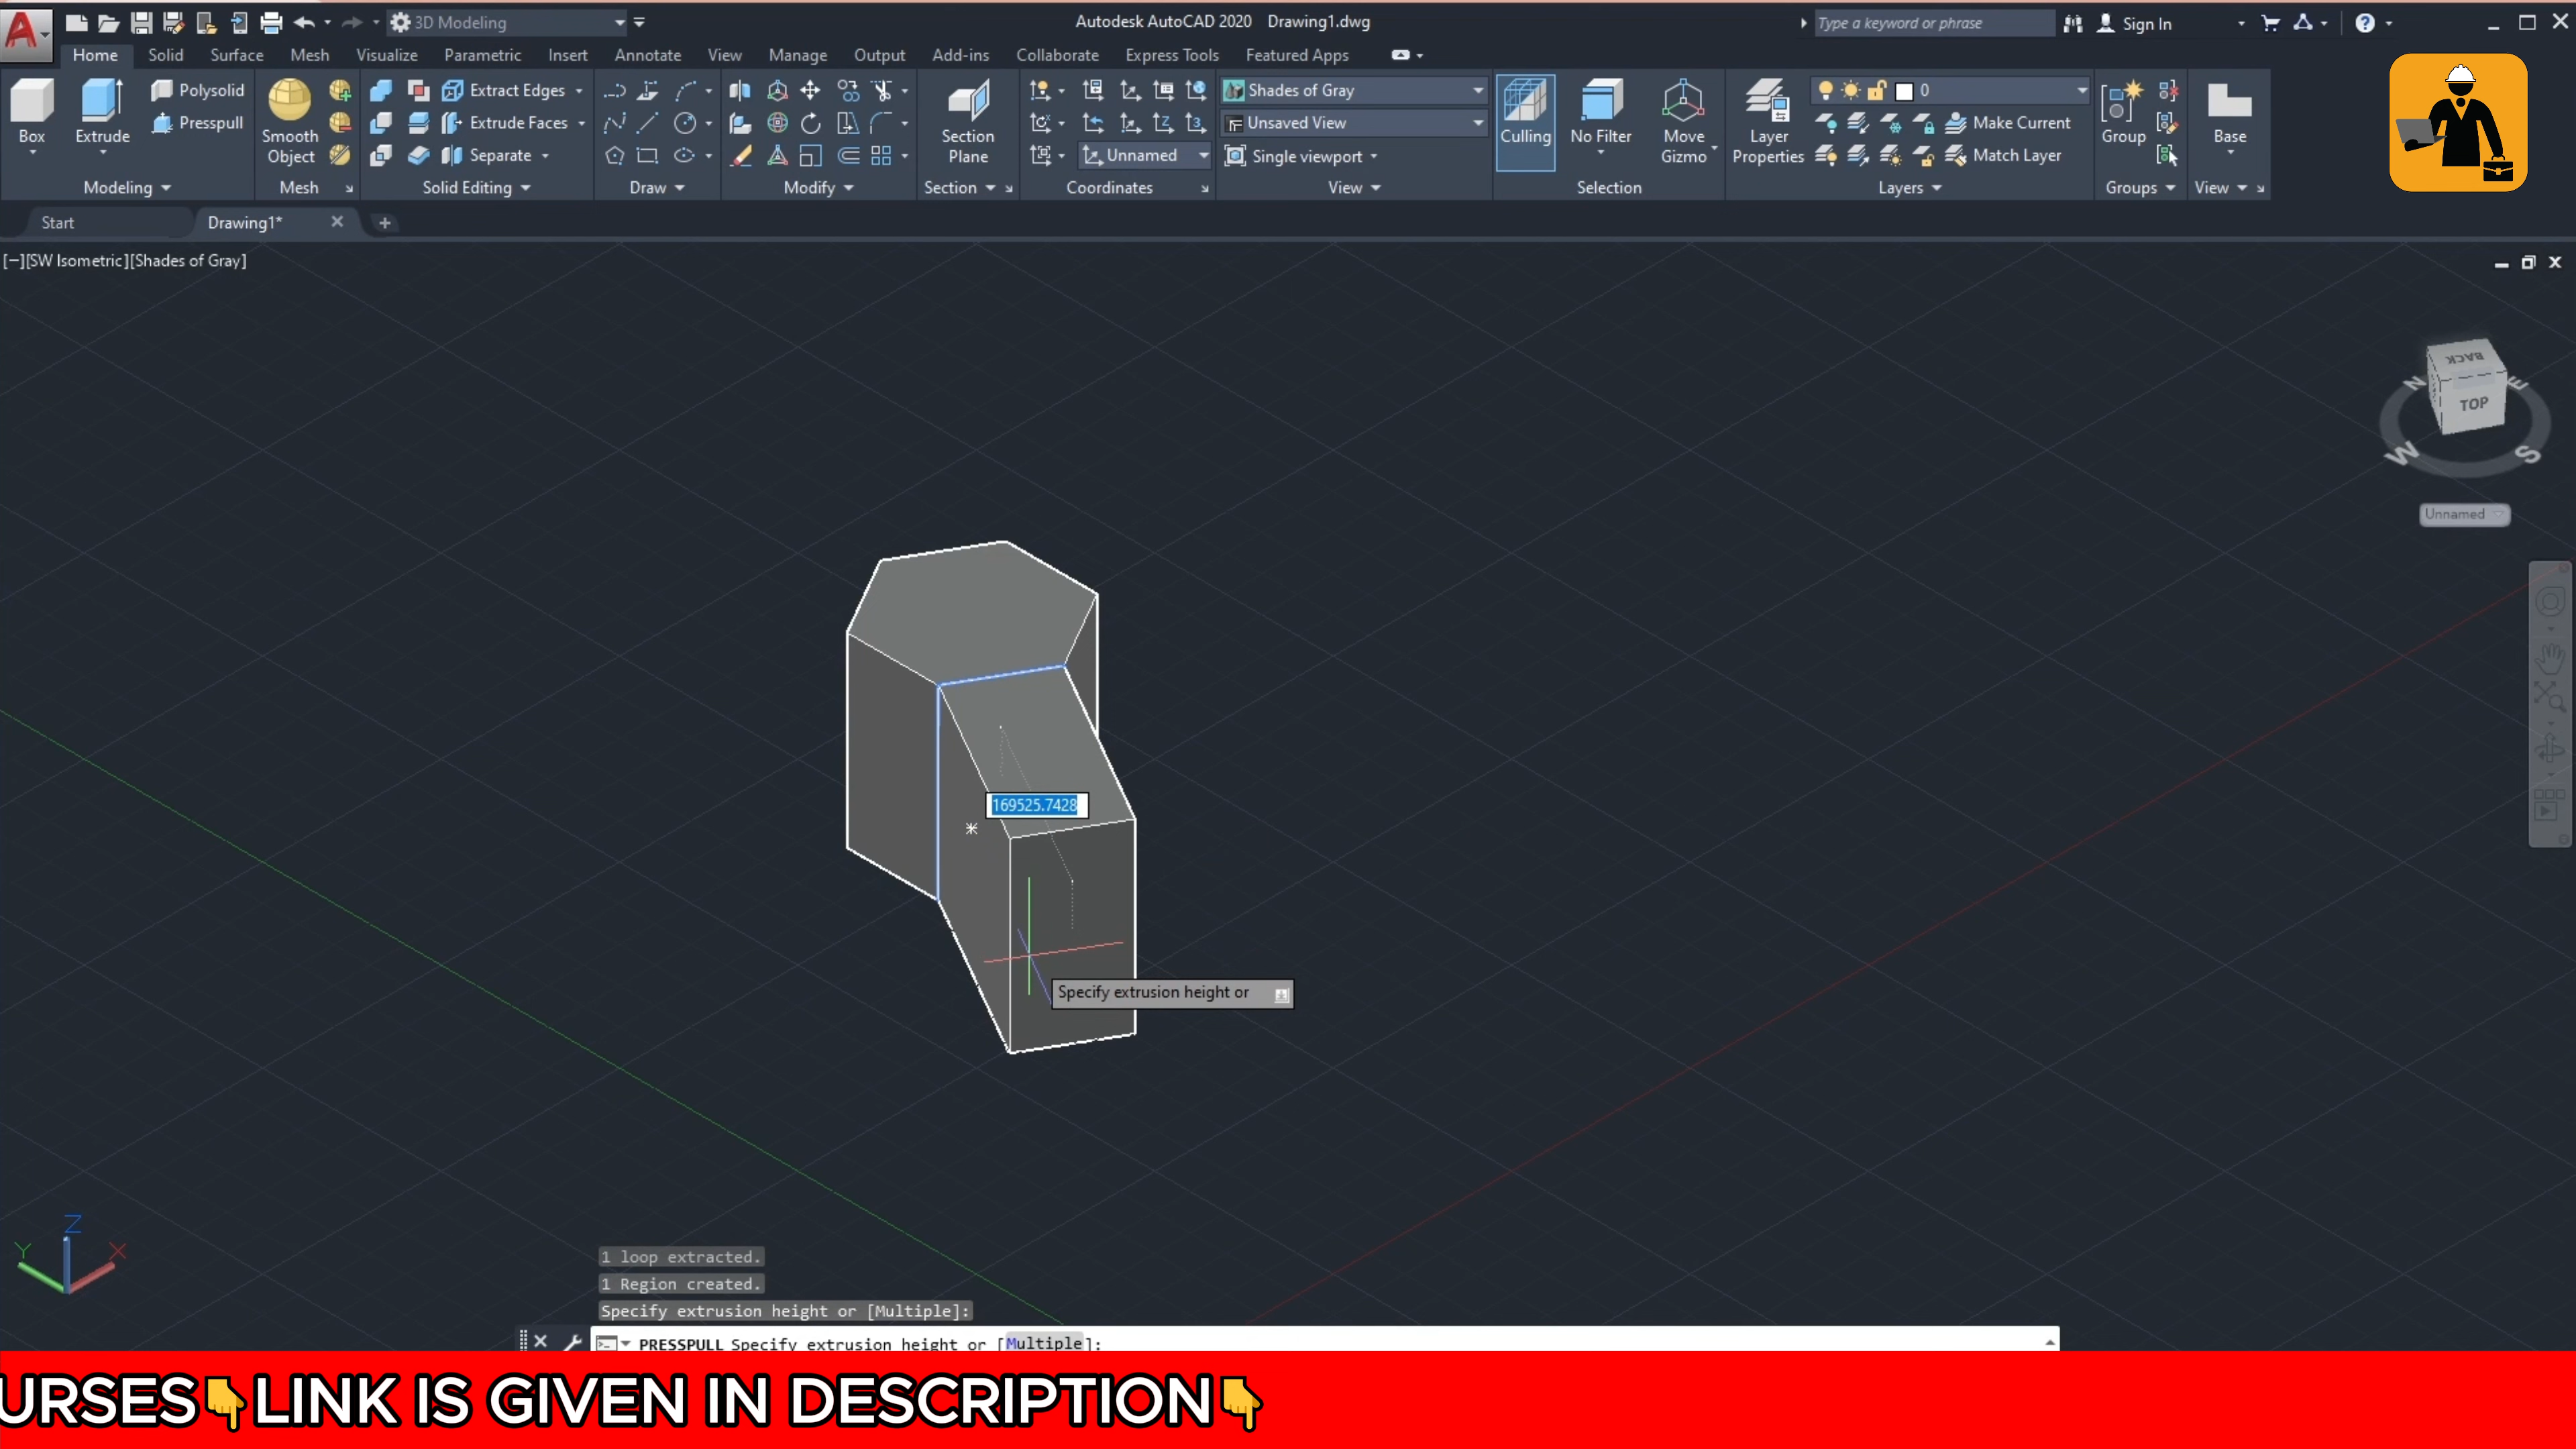 3D Modeling
Autodesk AutoCAD 2020 Drawing1.dwg
Type a keyword or phrase
Sign In
Home Solid Surface Mesh Visualize Parametric Insert Annotate View Manage Output Add-ins Collaborate Express Tools Featured Apps
Box
Extrude
Polysolid
Presspull
Modeling
Smooth
Object
Mesh
Extract Edges
Extrude Faces
Separate
Solid Editing
Draw
Modify
Section
Plane
Section
Unnamed
Coordinates
Shades of Gray
Unsaved View
Single viewport
View
Culling
No Filter
Move
Gizmo
Selection
Layer
Properties
0
Make Current
Match Layer
Layers
Group
Groups
Base
View
Start
Drawing1*
[−][SW Isometric][Shades of Gray]
BACK
TOP
N
E
W
S
Unnamed
169525.7428
Specify extrusion height or
Z
Y
X
1 loop extracted.
1 Region created.
Specify extrusion height or [Multiple]:
PRESSPULL Specify extrusion height or [Multiple]:
URSES👇LINK IS GIVEN IN DESCRIPTION👇